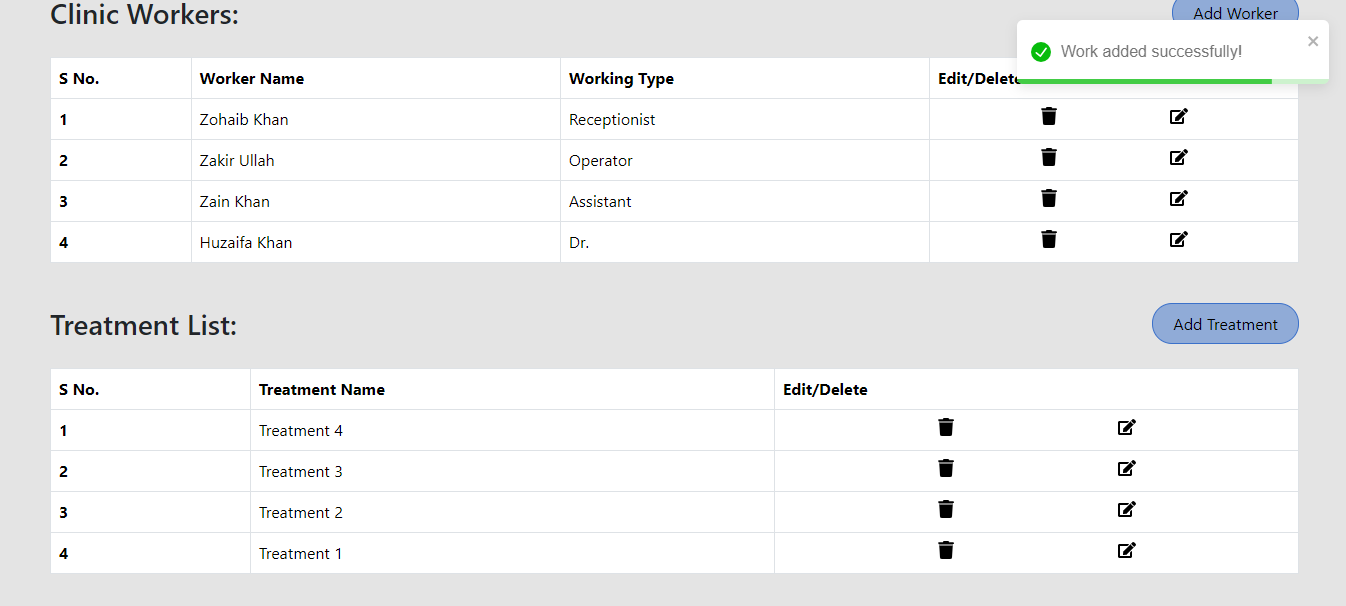 Clinic Workers:
Add Worker
Work added successfully!
S No. Worker Name Working Type Edit/Delete
1 Zohaib Khan Receptionist
2 Zakir Ullah Operator
3 Zain Khan Assistant
4 Huzaifa Khan Dr.
Treatment List:
Add Treatment
S No. Treatment Name Edit/Delete
1 Treatment 4
2 Treatment 3
3 Treatment 2
4 Treatment 1